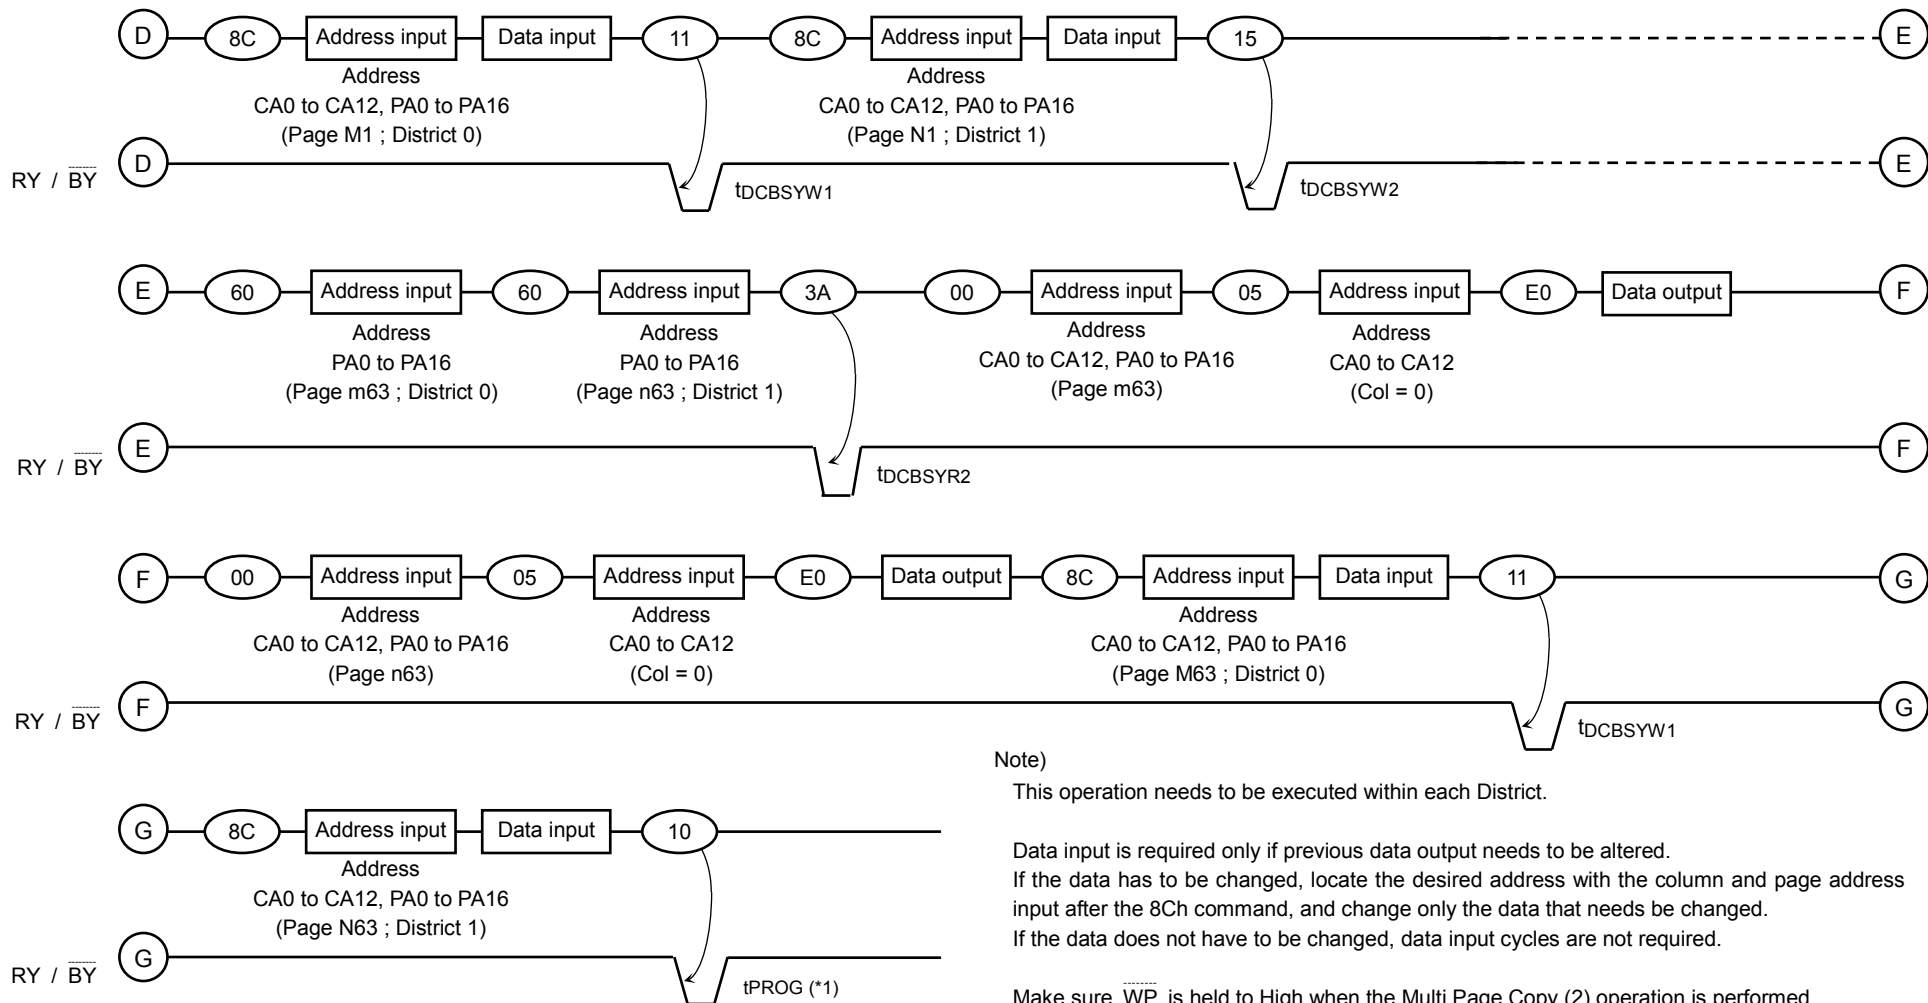 D 8C Address input Data input 11 8C Address input Data input 15 E
Address Address
CA0 to CA12, PA0 to PA16 CA0 to CA12, PA0 to PA16
(Page M1 ; District 0) (Page N1 ; District 1)
D E
RY / BY
tDCBSYW1 tDCBSYW2
E 60 Address input 60 Address input 3A 00 Address input 05 Address input E0 Data output F
Address Address Address Address
PA0 to PA16 PA0 to PA16 CA0 to CA12, PA0 to PA16 CA0 to CA12
(Page m63 ; District 0) (Page n63 ; District 1) (Page m63) (Col = 0)
E F
RY / BY
tDCBSYR2
F 00 Address input 05 Address input E0 Data output 8C Address input Data input 11 G
Address Address Address
CA0 to CA12, PA0 to PA16 CA0 to CA12 CA0 to CA12, PA0 to PA16
(Page n63) (Col = 0) (Page M63 ; District 0)
F G
RY / BY
tDCBSYW1
G 8C Address input Data input 10
Address
CA0 to CA12, PA0 to PA16
(Page N63 ; District 1)
G
RY / BY
tPROG (*1)
Note)
This operation needs to be executed within each District.
Data input is required only if previous data output needs to be altered.
If the data has to be changed, locate the desired address with the column and page address
input after the 8Ch command, and change only the data that needs be changed.
If the data does not have to be changed, data input cycles are not required.
Make sure WP is held to High when the Multi Page Copy (2) operation is performed